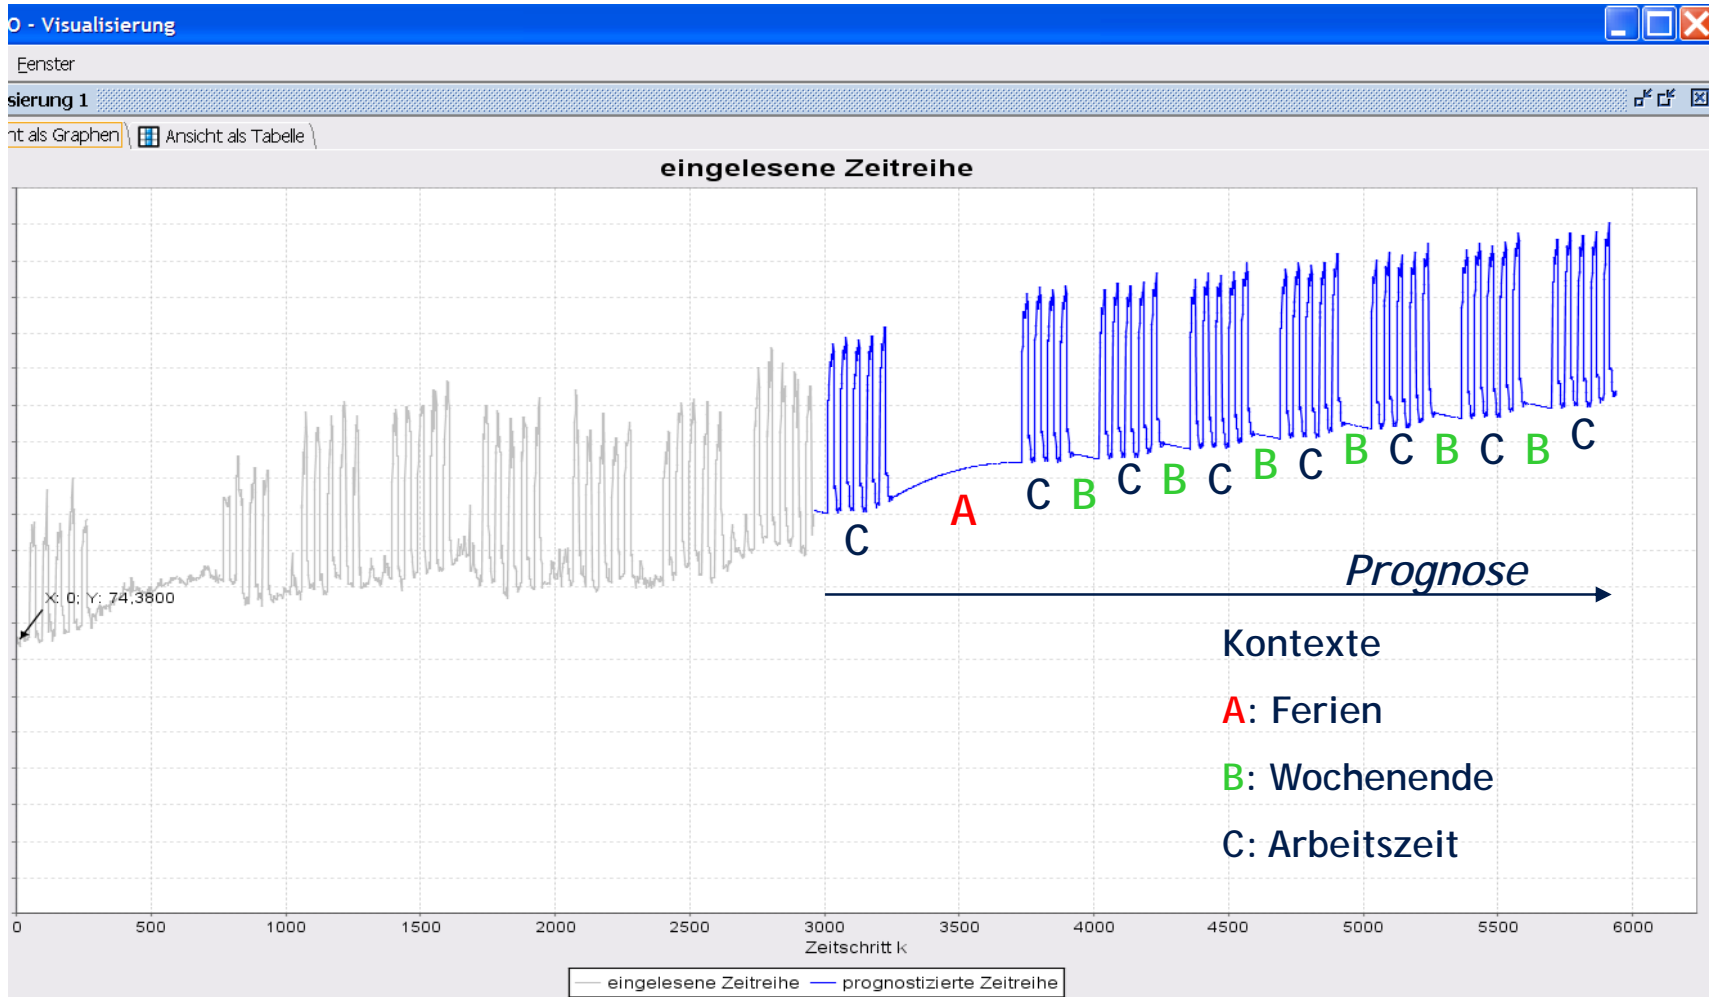 O - Visualisierung
Fenster
sierung 1
nt als Graphen Ansicht als Tabelle
eingelesene Zeitreihe
C A C B C B C B C B C B C B C
X: 0; Y: 74,3800
Prognose
Kontexte
A: Ferien
B: Wochenende
C: Arbeitszeit
0 500 1000 1500 2000 2500 3000 3500 4000 4500 5000 5500 6000
Zeitschritt k
eingelesene Zeitreihe prognostizierte Zeitreihe